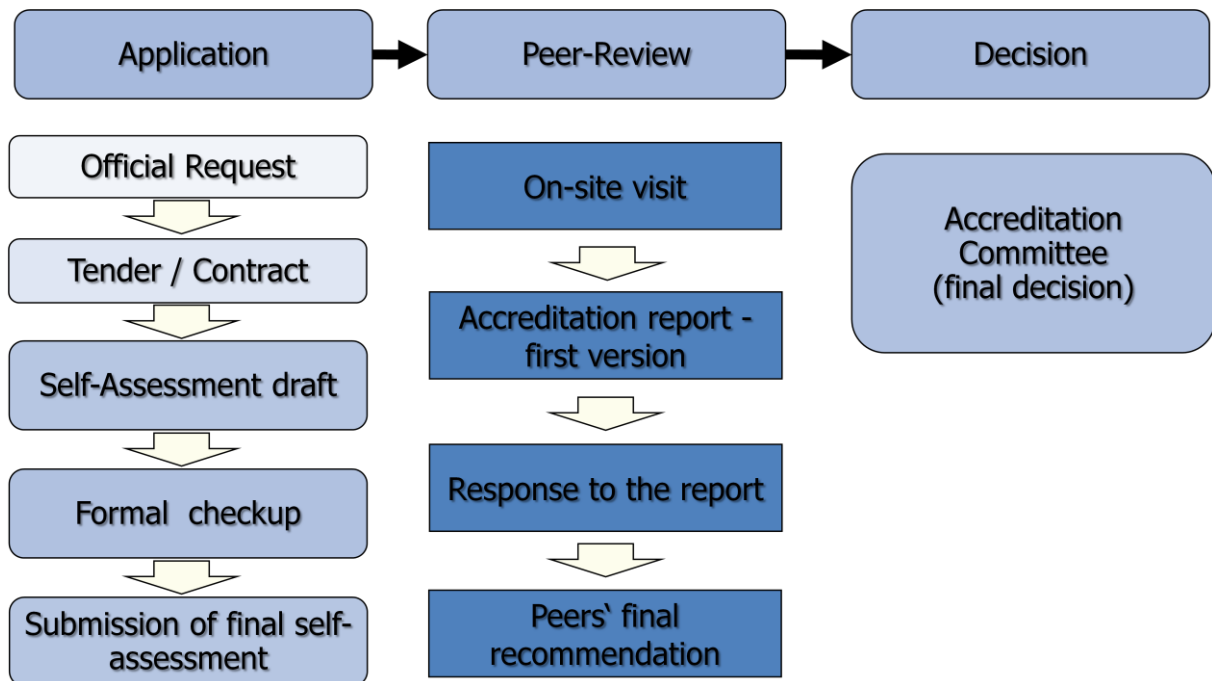 Application
Peer-Review
Decision
Official Request
Tender / Contract
Self-Assessment draft
Formal  checkup
Submission of final self-
assessment
On-site visit
Accreditation report -
first version
Response to the report
Peers‘ final
recommendation
Accreditation
Committee
(final decision)